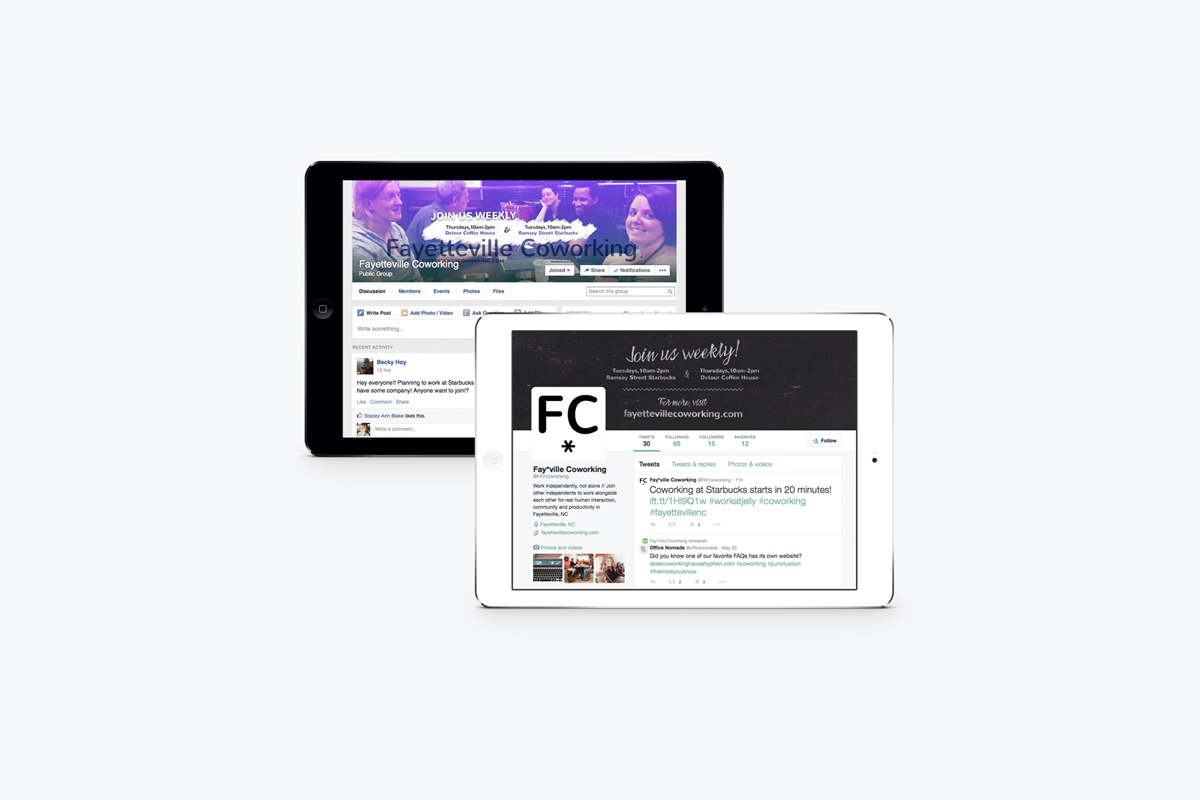 JOIN US WEEKLY
Thursdays, 10am-2pm
Detour Coffee House
&
Tuesdays, 10am-2pm
Ramsey Street Starbucks
Fayetteville Coworking
Fayetteville Coworking
Public Group
Joined
Share
Notifications
Discussion Members Events Photos Files
Search this group
Write Post Add Photo / Video
Write something...
RECENT ACTIVITY
Becky Hoy
12 hrs
Hey everyone!! Planning to work at Starbucks
have some company! Anyone want to join!?
Like · Comment · Share
Stacey-Ann Blake likes this.
Write a comment...
Join us weekly!
Tuesdays, 10am-2pm
Ramsey Street Starbucks
&
Thursdays, 10am-2pm
Detour Coffee House
For more, visit
fayettevillecoworking.com
FC
*
TWEETS FOLLOWING FOLLOWERS FAVORITES
30 65 15 12
Follow
Fay*ville Coworking
@FAYcoworking
Work independently, not alone // Join
other independents to work alongside
each other for real human interaction,
community and productivity in
Fayetteville, NC
Fayetteville, NC
fayettevillecoworking.com
Photos and videos
Tweets Tweets & replies Photos & videos
Fay*ville Coworking @FAYcoworking · 11h
Coworking at Starbucks starts in 20 minutes!
ift.tt/1HI9Q1w #workatjelly #coworking
#fayettevillenc
2
Fay*ville Coworking retweeted
Office Nomads @officenomads · May 22
Did you know one of our favorite FAQs has its own website?
doescoworkinghaveahyphen.com #coworking #punctuation
#themoreyouknow
2 3